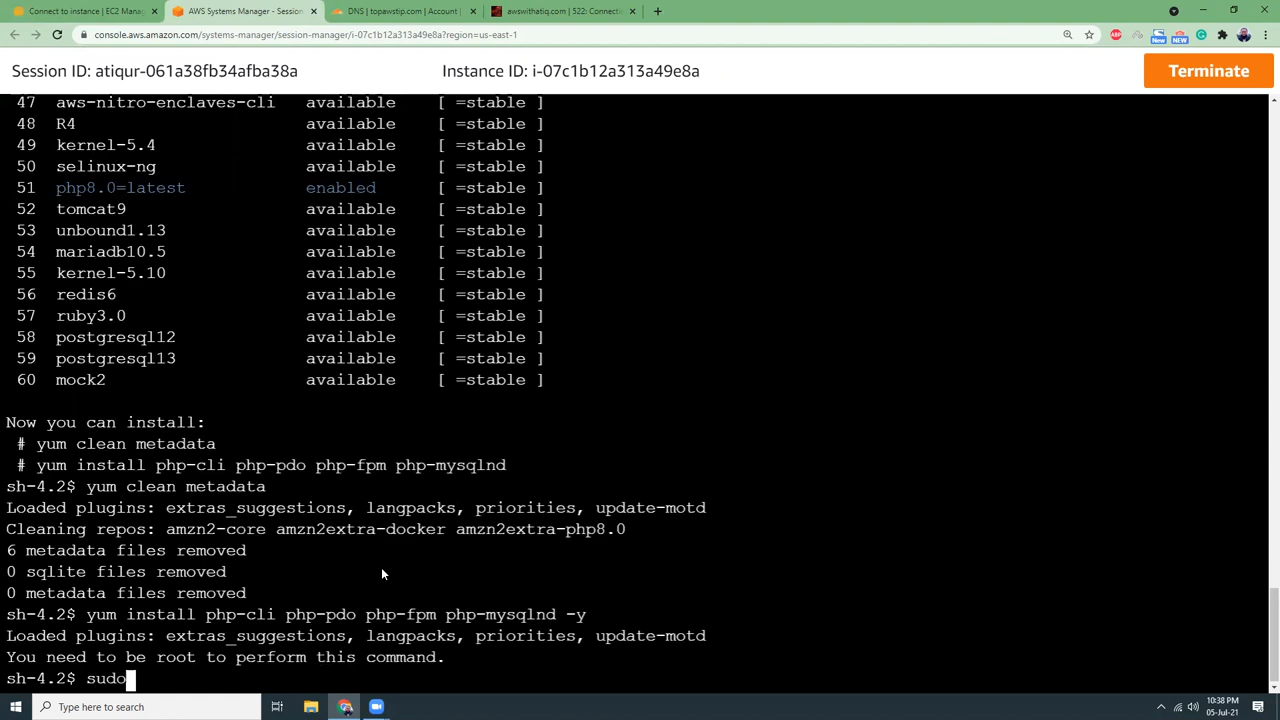 Connect to instance | EC2 Manag
AWS Systems Manager - Session
DNS | topawstip.com | Account |
awswithatiq.com | 522: Connecti
console.aws.amazon.com/systems-manager/session-manager/i-07c1b12a313a49e8a?region=us-east-1
Session ID: atiqur-061a38fb34afba38a
Instance ID: i-07c1b12a313a49e8a
Terminate
47 aws-nitro-enclaves-cli available [ =stable ]
48 R4 available [ =stable ]
49 kernel-5.4 available [ =stable ]
50 selinux-ng available [ =stable ]
51 php8.0=latest enabled [ =stable ]
52 tomcat9 available [ =stable ]
53 unbound1.13 available [ =stable ]
54 mariadb10.5 available [ =stable ]
55 kernel-5.10 available [ =stable ]
56 redis6 available [ =stable ]
57 ruby3.0 available [ =stable ]
58 postgresql12 available [ =stable ]
59 postgresql13 available [ =stable ]
60 mock2 available [ =stable ]
Now you can install:
# yum clean metadata
# yum install php-cli php-pdo php-fpm php-mysqlnd
sh-4.2$ yum clean metadata
Loaded plugins: extras_suggestions, langpacks, priorities, update-motd
Cleaning repos: amzn2-core amzn2extra-docker amzn2extra-php8.0
6 metadata files removed
0 sqlite files removed
0 metadata files removed
sh-4.2$ yum install php-cli php-pdo php-fpm php-mysqlnd -y
Loaded plugins: extras_suggestions, langpacks, priorities, update-motd
You need to be root to perform this command.
sh-4.2$ sudo
Type here to search
10:38 PM
05-Jul-21